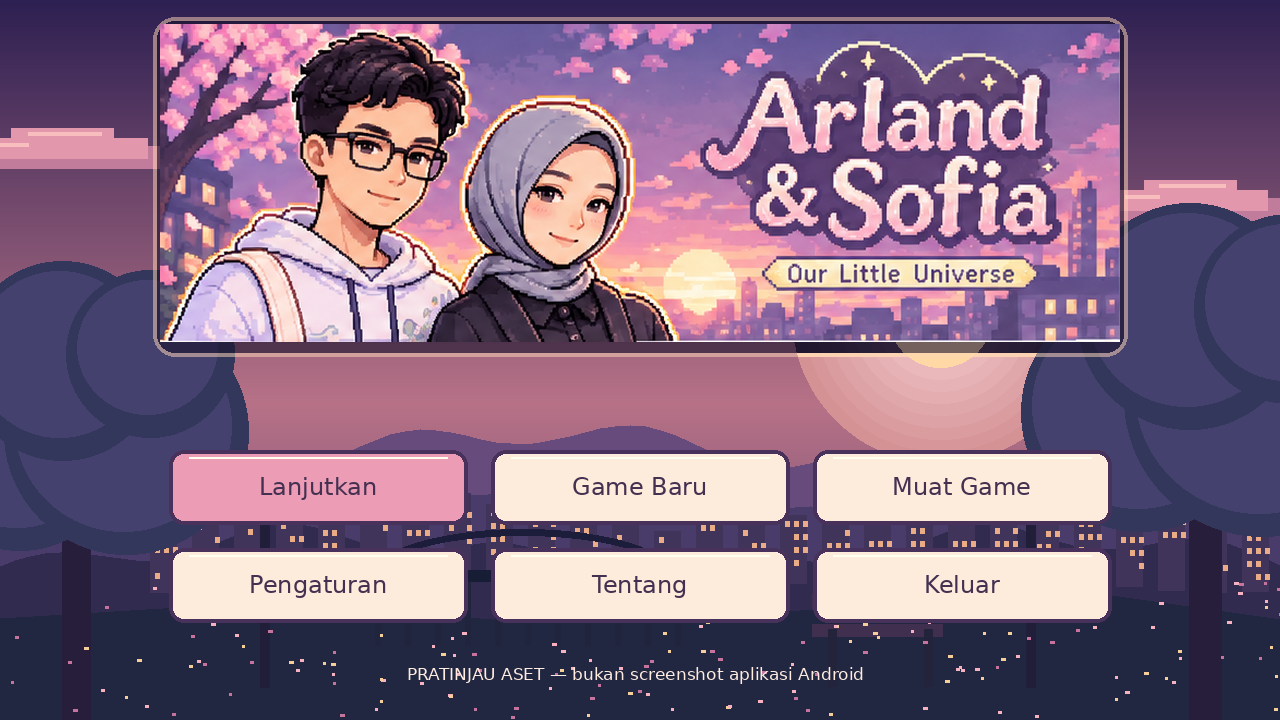 Arland
& Sofia
Our Little Universe
Lanjutkan
Game Baru
Muat Game
Pengaturan
Tentang
Keluar
PRATINJAU ASET — bukan screenshot aplikasi Android